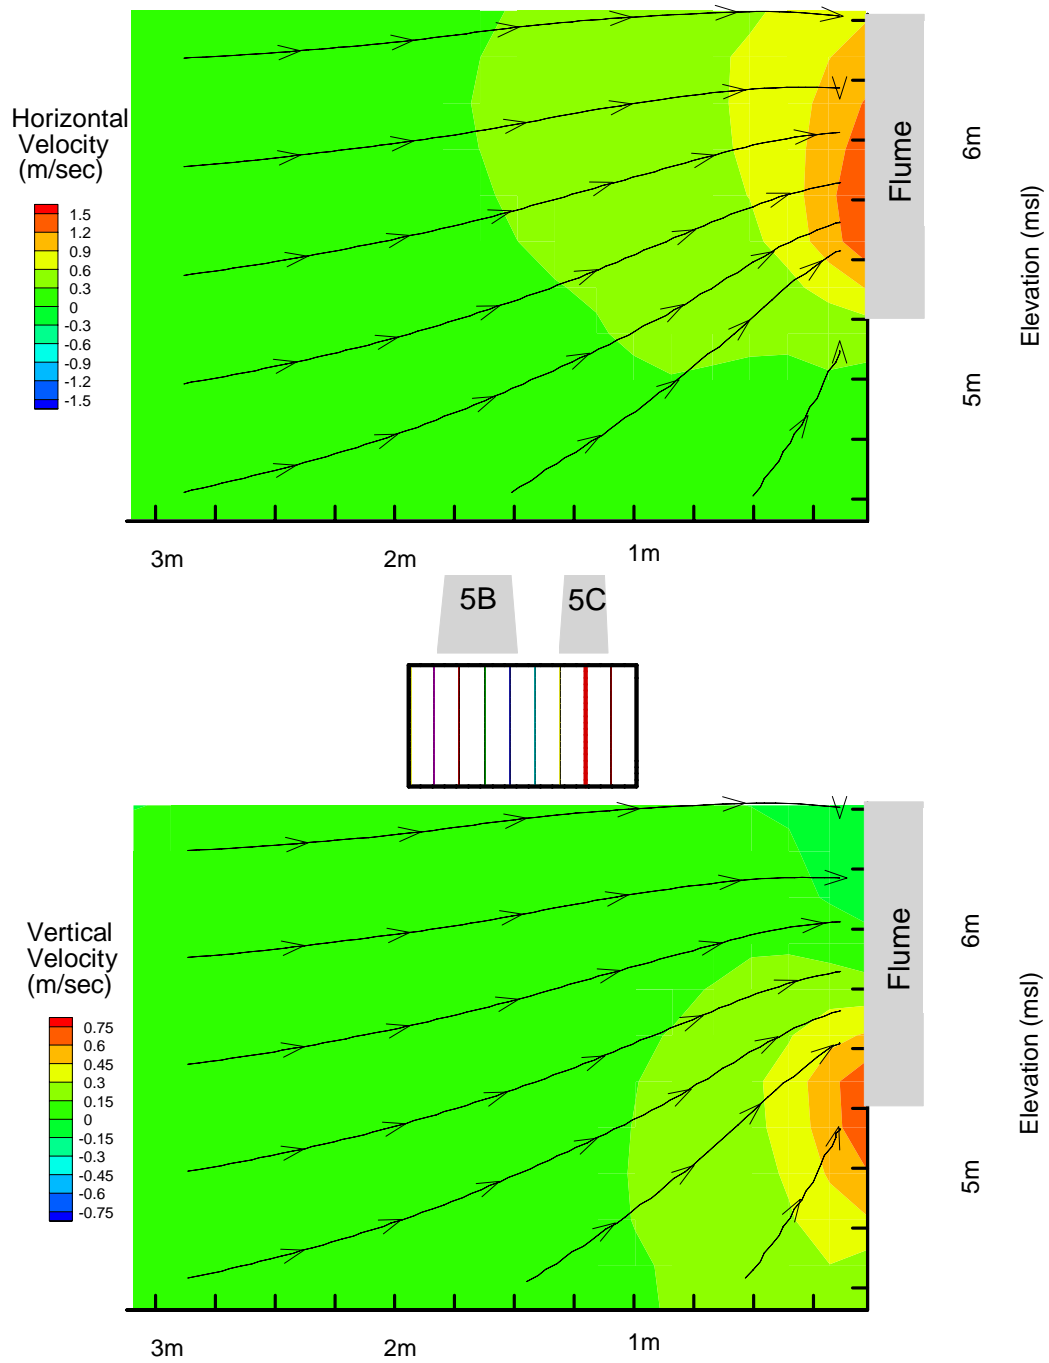 Horizontal
Velocity
(m/sec)
1.5
1.2
0.9
0.6
0.3
0
-0.3
-0.6
-0.9
-1.2
-1.5
Flume
6m
5m
Elevation (msl)
3m
2m
1m
5B
5C
Vertical
Velocity
(m/sec)
0.75
0.6
0.45
0.3
0.15
0
-0.15
-0.3
-0.45
-0.6
-0.75
Flume
6m
5m
Elevation (msl)
3m
2m
1m